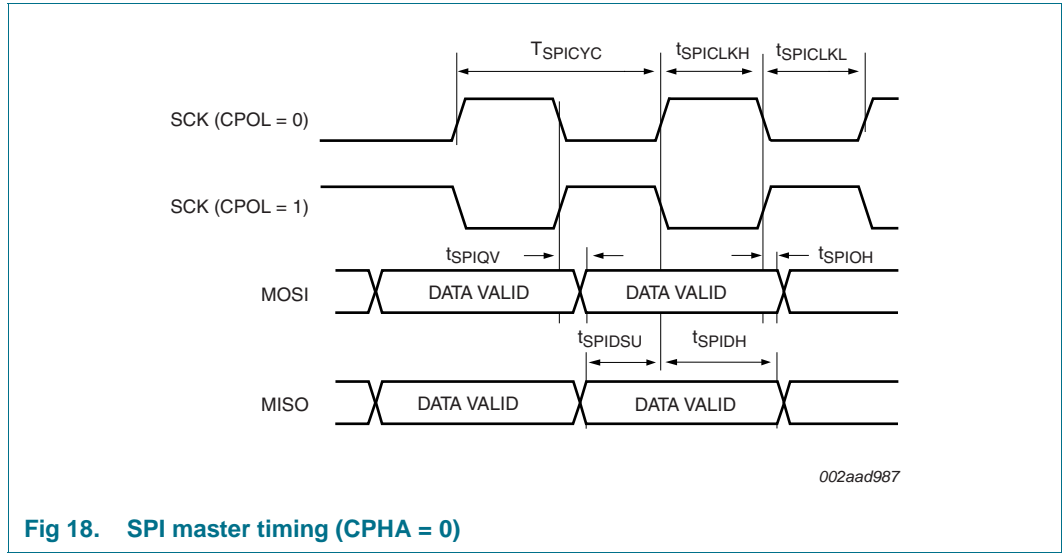 TSPICYC tSPICLKH tSPICLKL
SCK (CPOL = 0)
SCK (CPOL = 1)
tSPIQV tSPIOH
MOSI DATA VALID DATA VALID
tSPIDSU tSPIDH
MISO DATA VALID DATA VALID
002aad987
Fig 18. SPI master timing (CPHA = 0)